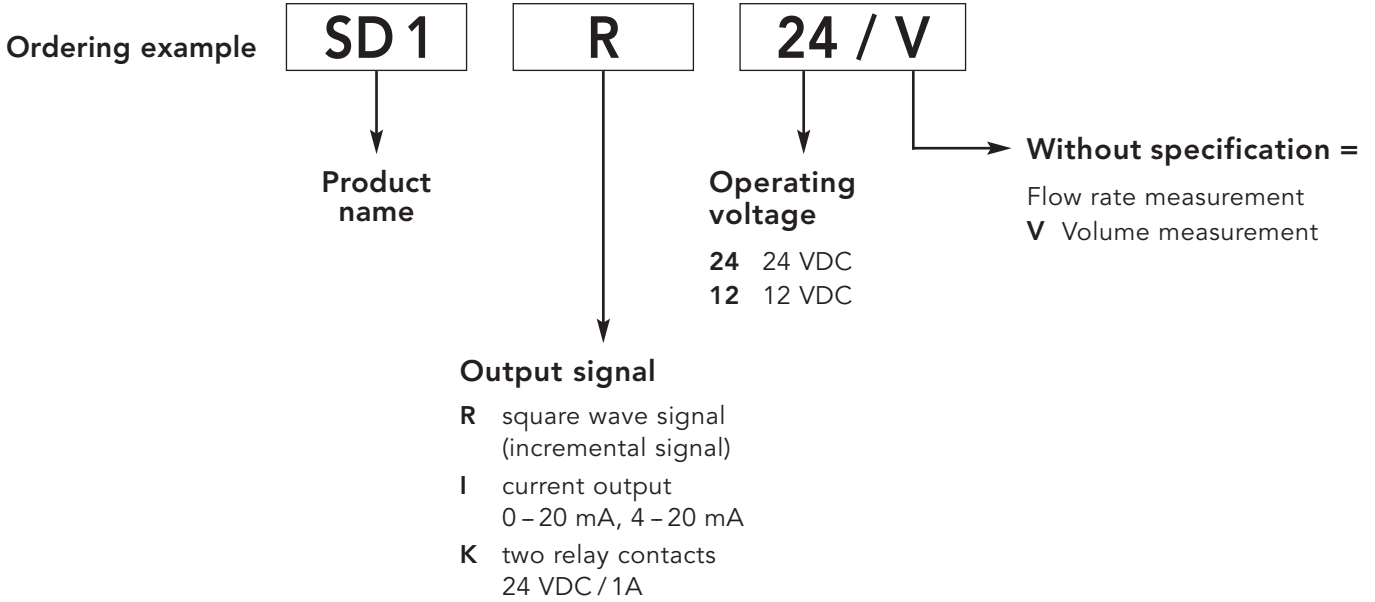 Ordering example SD 1 R 24 / V
Product
name
Operating
voltage
24 24 VDC
12 12 VDC
Without specification =
Flow rate measurement
V Volume measurement
Output signal
R square wave signal
(incremental signal)
I current output
0 – 20 mA, 4 – 20 mA
K two relay contacts
24 VDC / 1A